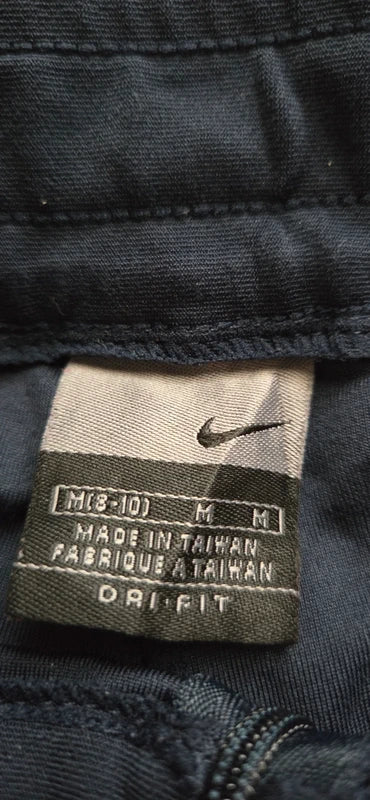 M(8-10) M M
MADE IN TAIWAN
FABRIQUE A TAIWAN
DRI-FIT